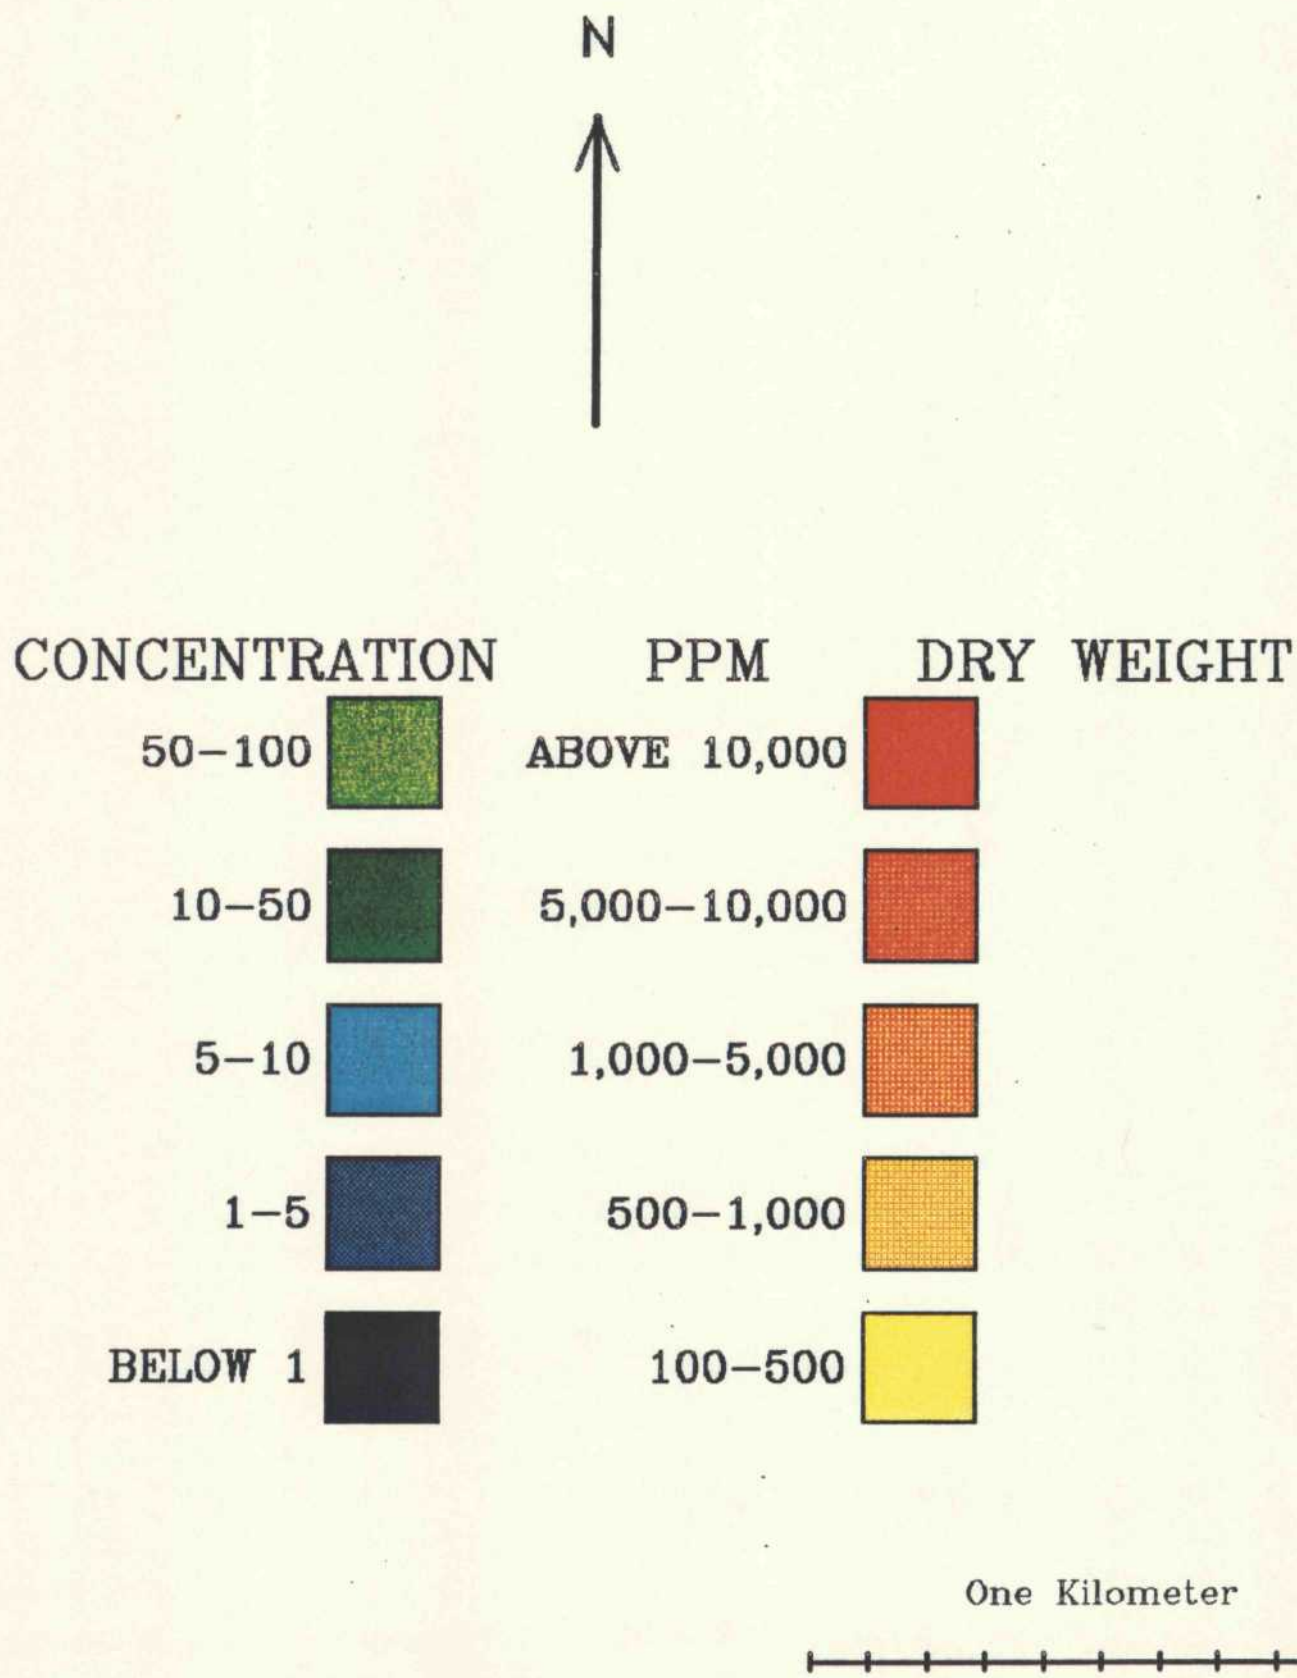 N
CONCENTRATION PPM DRY WEIGHT
50-100 ABOVE 10,000
10-50 5,000-10,000
5-10 1,000-5,000
1-5 500-1,000
BELOW 1 100-500
One Kilometer